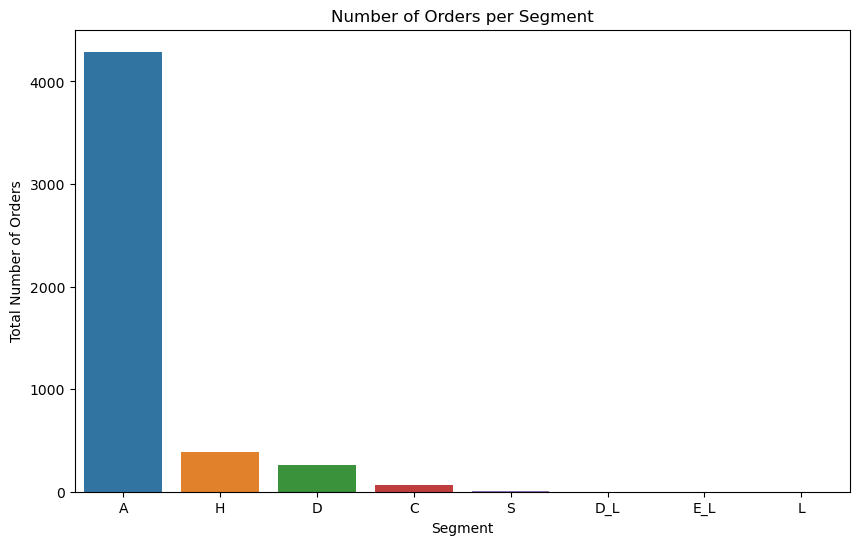 Number of Orders per Segment
Total Number of Orders
4000
3000
2000
1000
0
A H D C S D_L E_L L
Segment